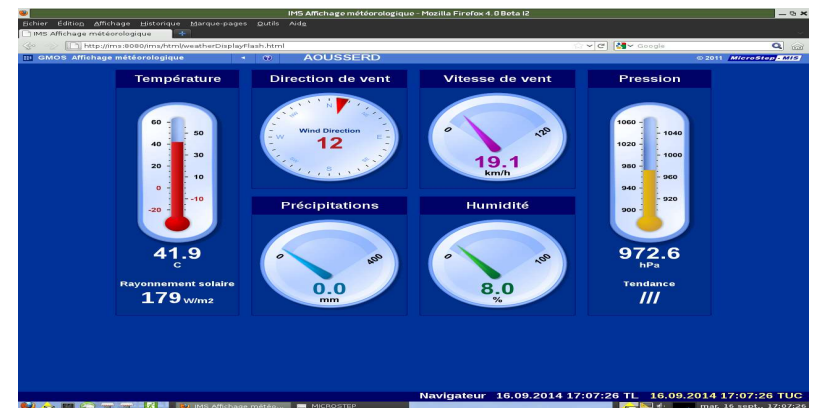 IMS Affichage météorologique - Mozilla Firefox 4.0 Beta 12
Fichier Édition Affichage Historique Marque-pages Outils Aide
IMS Affichage météorologique
http://ims:8080/ims/html/weatherDisplayFlash.html
Google
GMOS Affichage météorologique AOUSSERD © 2011 MicroStep-MIS
Température Direction de vent Vitesse de vent Pression
60
50
40
30
20
10
0
-10
-20
41.9
C
Rayonnement solaire
179 W/m2
N
W E
S
Wind Direction
12
0 120
19.1
km/h
Précipitations Humidité
0 400
0.0
mm
0 100
8.0
%
1060
1040
1020
1000
980
960
940
920
900
972.6
hPa
Tendance
///
Navigateur 16.09.2014 17:07:26 TL 16.09.2014 17:07:26 TUC
IMS Affichage météo... MICROSTEP mar. 16 sept., 17:07:26